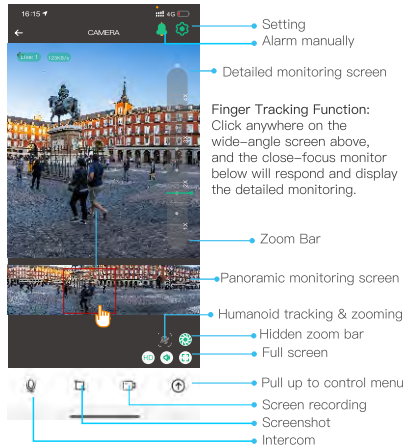 16:15
4G
CAMERA
User:1
Setting
Alarm manually
Detailed monitoring screen
Finger Tracking Function:
Click anywhere on the
wide-angle screen above,
and the close-focus monitor
below will respond and display
the detailed monitoring.
Zoom Bar
Panoramic monitoring screen
Humanoid tracking & zooming
Hidden zoom bar
HD
Full screen
Pull up to control menu
Screen recording
Screenshot
Intercom